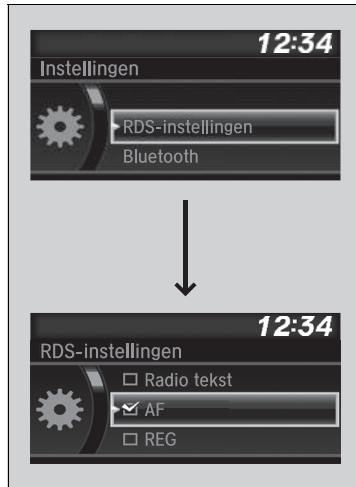 12:34
Instellingen
RDS-instellingen
Bluetooth
12:34
RDS-instellingen
Radio tekst
AF
REG